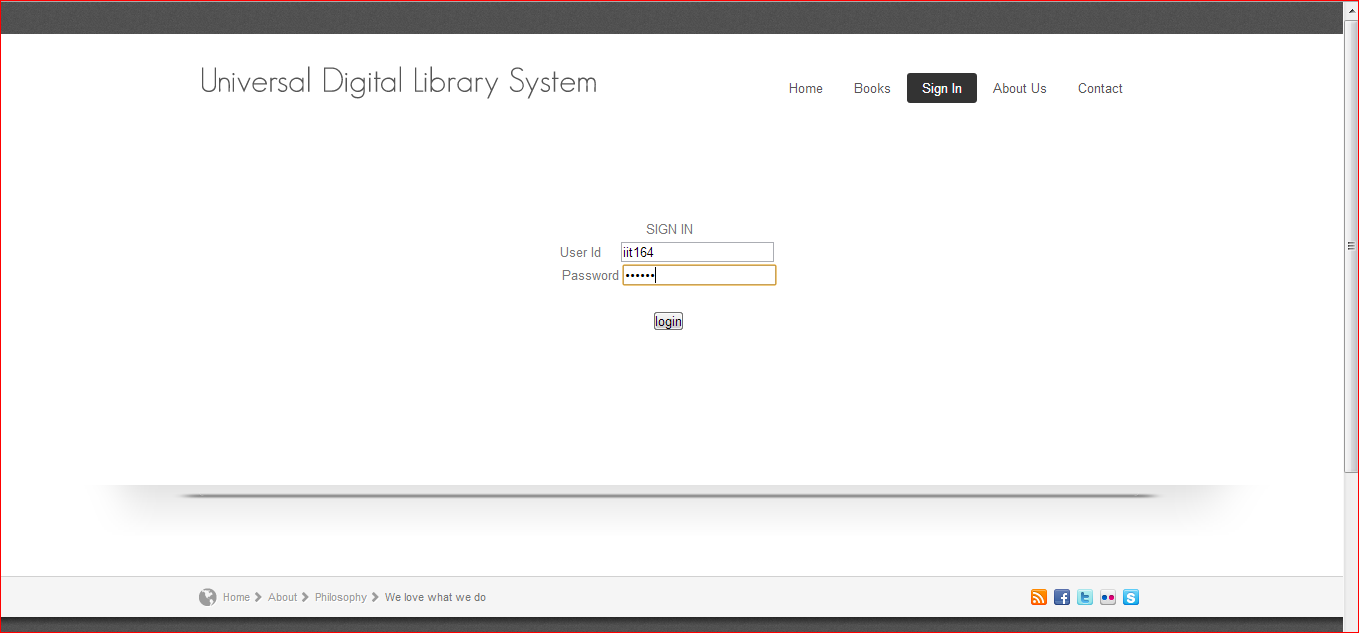 Universal Digital Library System
Home Books Sign In About Us Contact
SIGN IN
User Id iit164
Password ••••••
login
Home About Philosophy We love what we do